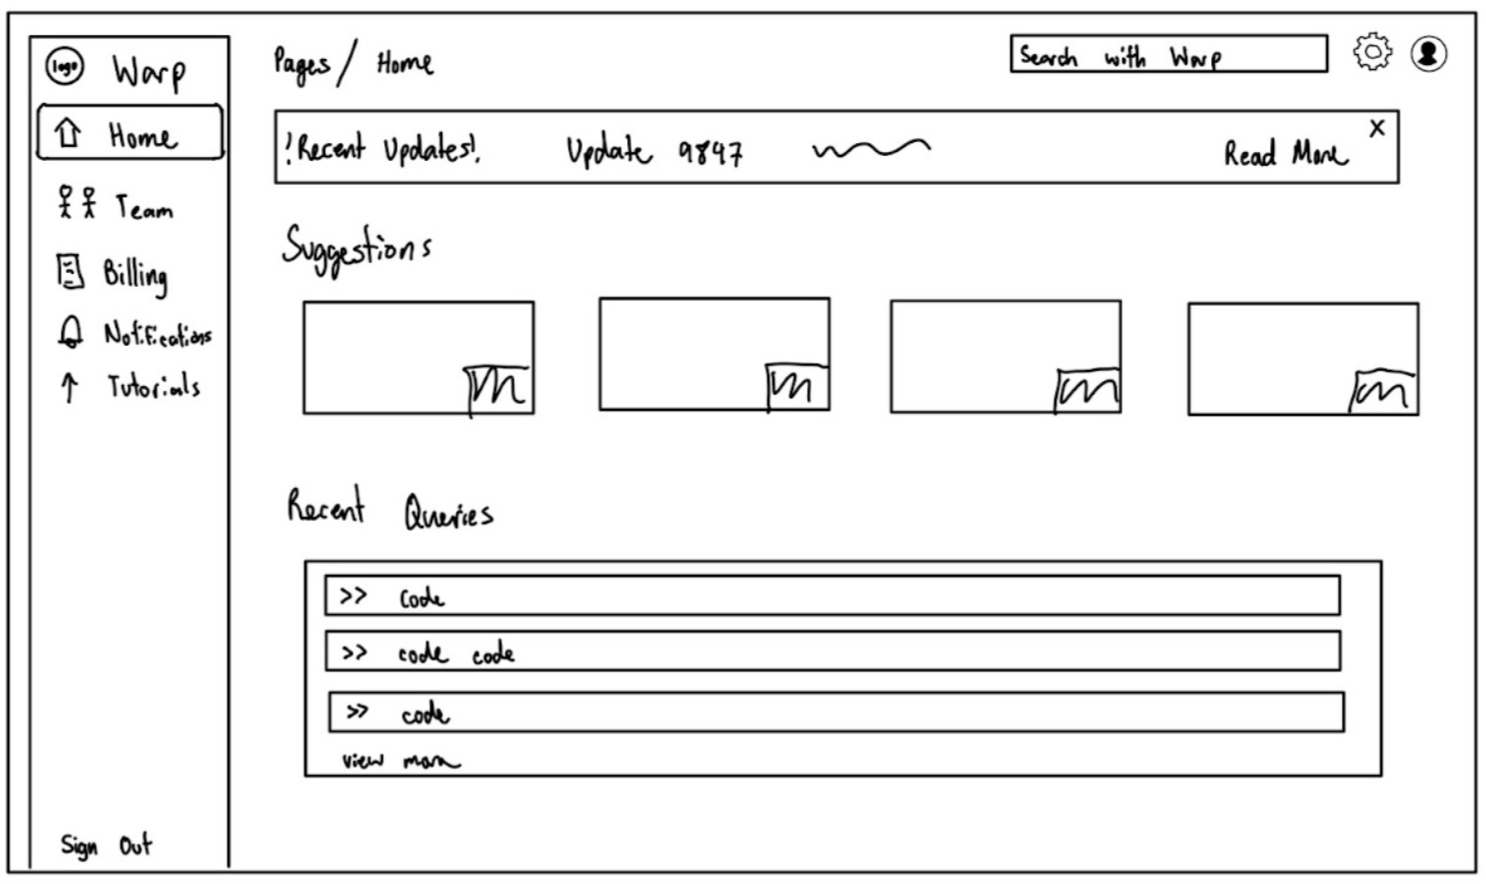 logo Warp
Home
Team
Billing
Notifications
Tutorials
Sign Out
Pages / Home
Search with Warp
!Recent Updates! Update 9847 Read More X
Suggestions
Recent Queries
>> code
>> code code
>> code
view more